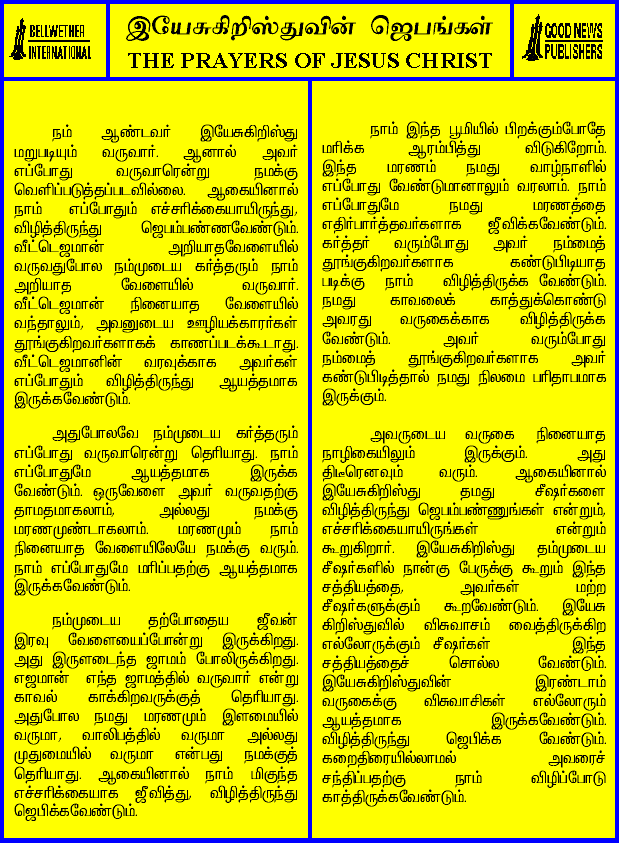 BELLWETHER
INTERNATIONAL
இயேசுகிறிஸ்துவின் ஜெபங்கள்
THE PRAYERS OF JESUS CHRIST
GOOD NEWS
PUBLISHERS
நம் ஆண்டவர் இயேசுகிறிஸ்து
மறுபடியும் வருவார். ஆனால் அவர்
எப்போது வருவாரென்று நமக்கு
வெளிப்படுத்தப்படவில்லை. ஆகையினால்
நாம் எப்போதும் எச்சரிக்கையாயிருந்து,
விழித்திருந்து ஜெபம்பண்ணவேண்டும்.
வீட்டெஜமான் அறியாதவேளையில்
வருவதுபோல நம்முடைய கர்த்தரும் நாம்
அறியாத வேளையில் வருவார்.
வீட்டெஜமான் நினையாத வேளையில்
வந்தாலும், அவனுடைய ஊழியக்காரர்கள்
தூங்குகிறவர்களாகக் காணப்படக்கூடாது.
வீட்டெஜமானின் வரவுக்காக அவர்கள்
எப்போதும் விழித்திருந்து ஆயத்தமாக
இருக்கவேண்டும்.
அதுபோலவே நம்முடைய கர்த்தரும்
எப்போது வருவாரென்று தெரியாது. நாம்
எப்போதுமே ஆயத்தமாக இருக்க
வேண்டும். ஒருவேளை அவர் வருவதற்கு
தாமதமாகலாம், அல்லது நமக்கு
மரணமுண்டாகலாம். மரணமும் நாம்
நினையாத வேளையிலேயே நமக்கு வரும்.
நாம் எப்போதுமே மரிப்பதற்கு ஆயத்தமாக
இருக்கவேண்டும்.
நம்முடைய தற்போதைய ஜீவன்
இரவு வேளையைப்போன்று இருக்கிறது.
அது இருளடைந்த ஜாமம் போலிருக்கிறது.
எஜமான் எந்த ஜாமத்தில் வருவார் என்று
காவல் காக்கிறவருக்குத் தெரியாது.
அதுபோல நமது மரணமும் இளமையில்
வருமா, வாலிபத்தில் வருமா அல்லது
முதுமையில் வருமா என்பது நமக்குத்
தெரியாது. ஆகையினால் நாம் மிகுந்த
எச்சரிக்கையாக ஜீவித்து, விழித்திருந்து
ஜெபிக்கவேண்டும்.
நாம் இந்த பூமியில் பிறக்கும்போதே
மரிக்க ஆரம்பித்து விடுகிறோம்.
இந்த மரணம் நமது வாழ்நாளில்
எப்போது வேண்டுமானாலும் வரலாம். நாம்
எப்போதுமே நமது மரணத்தை
எதிர்பார்த்தவர்களாக ஜீவிக்கவேண்டும்.
கர்த்தர் வரும்போது அவர் நம்மைத்
தூங்குகிறவர்களாக கண்டுபிடியாத
படிக்கு நாம் விழித்திருக்க வேண்டும்.
நமது காவலைக் காத்துக்கொண்டு
அவரது வருகைக்காக விழித்திருக்க
வேண்டும். அவர் வரும்போது
நம்மைத் தூங்குகிறவர்களாக அவர்
கண்டுபிடித்தால் நமது நிலமை பரிதாபமாக
இருக்கும்.
அவருடைய வருகை நினையாத
நாழிகையிலும் இருக்கும். அது
திடீரெனவும் வரும். ஆகையினால்
இயேசுகிறிஸ்து தமது சீஷர்களை
விழித்திருந்து ஜெபம்பண்ணுங்கள் என்றும்,
எச்சரிக்கையாயிருங்கள் என்றும்
கூறுகிறார். இயேசுகிறிஸ்து தம்முடைய
சீஷர்களில் நான்கு பேருக்கு கூறும் இந்த
சத்தியத்தை, அவர்கள் மற்ற
சீஷர்களுக்கும் கூறவேண்டும். இயேசு
கிறிஸ்துவில் விசுவாசம் வைத்திருக்கிற
எல்லோருக்கும் சீஷர்கள் இந்த
சத்தியத்தைச் சொல்ல வேண்டும்.
இயேசுகிறிஸ்துவின் இரண்டாம்
வருகைக்கு விசுவாசிகள் எல்லோரும்
ஆயத்தமாக இருக்கவேண்டும்.
விழித்திருந்து ஜெபிக்க வேண்டும்.
கறைதிரையில்லாமல் அவரைச்
சந்திப்பதற்கு நாம் விழிப்போடு
காத்திருக்கவேண்டும்.